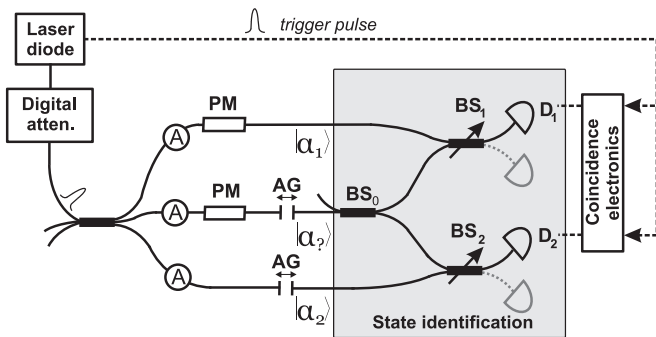 Laser
diode
trigger pulse
Digital
atten.
A
PM
|α₁⟩
BS₁
D₁
A
PM
AG
|α?⟩
BS₀
Coincidence
electronics
A
AG
|α₂⟩
BS₂
D₂
State identification